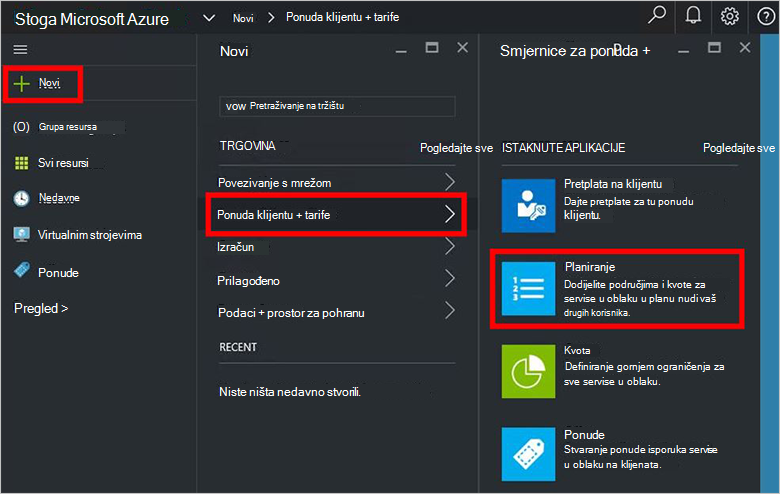 Stoga Microsoft Azure
Novi
Ponuda klijentu + tarife
Novi
(O) Grupa resursa
Svi resursi
Nedavne
Virtualnim strojevima
Ponude
Pregled >
Novi
vow Pretraživanje na tržištu
TRGOVINA
Pogledajte sve
Povezivanje s mrežom
Ponuda klijentu + tarife
Izračun
Prilagođeno
Podaci + prostor za pohranu
RECENT
Niste ništa nedavno stvorili.
Smjernice za ponuda +
ISTAKNUTE APLIKACIJE
Pogledajte sve
Pretplata na klijentu
Dajte pretplate za tu ponudu
klijentu.
1
2
3
Planiranje
Dodijelite područjima i kvote za
servise u oblaku u planu nudi vaš
drugih korisnika.
Kvota
Definiranje gornjem ograničenja za
sve servise u oblaku.
Ponude
Stvaranje ponude isporuka servise
u oblaku na klijenata.